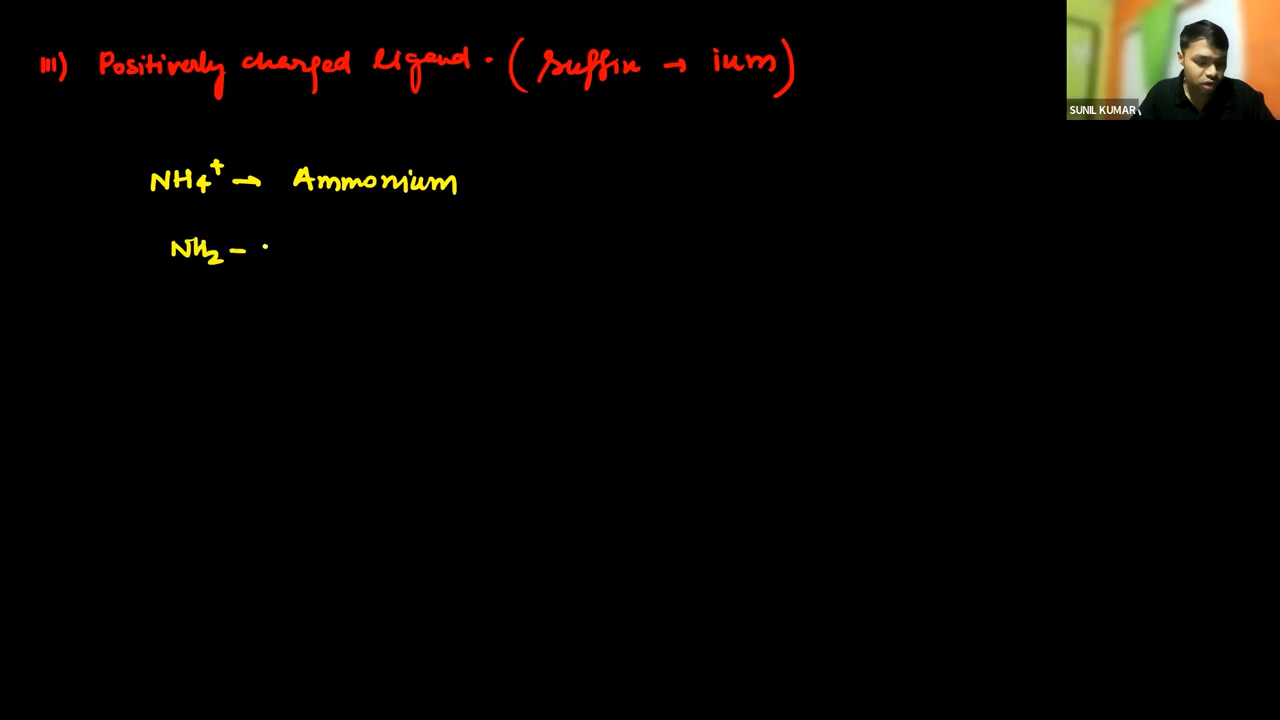 III) Positively charged ligand. (suffix → ium)
SUNIL KUMAR
NH4+ → Ammonium
NH2 -